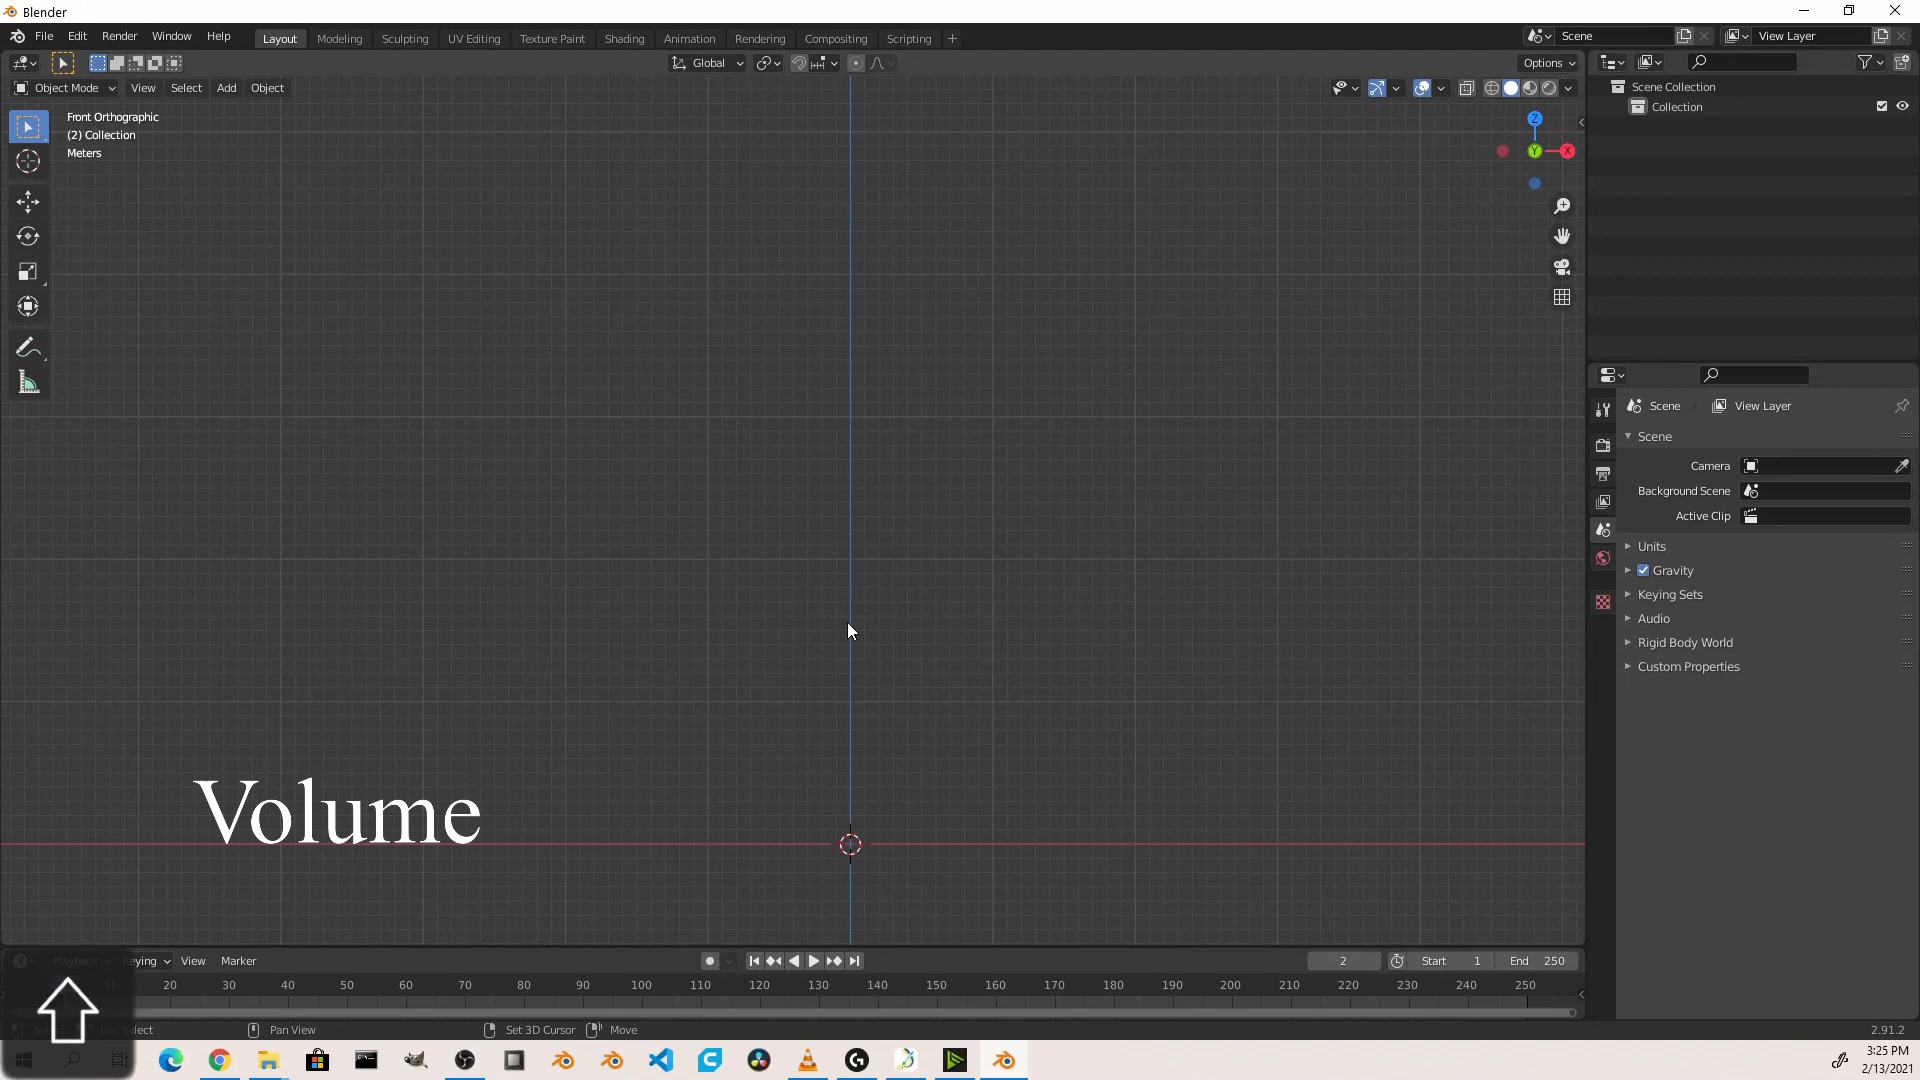 Blender
File Edit Render Window Help
Layout Modeling Sculpting UV Editing Texture Paint Shading Animation Rendering Compositing Scripting
Scene
View Layer
Global
Options
Object Mode View Select Add Object
Front Orthographic
(2) Collection
Meters
Z
Y
X
Scene Collection
Collection
Scene View Layer
Scene
Camera
Background Scene
Active Clip
Units
Gravity
Keying Sets
Audio
Rigid Body World
Custom Properties
Volume
Playback Keying View Marker
2
Start 1
End 250
10 20 30 40 50 60 70 80 90 100 110 120 130 140 150 160 170 180 190 200 210 220 230 240 250
Select
Pan View
Set 3D Cursor
Move
2.91.2
3:25 PM
2/13/2021